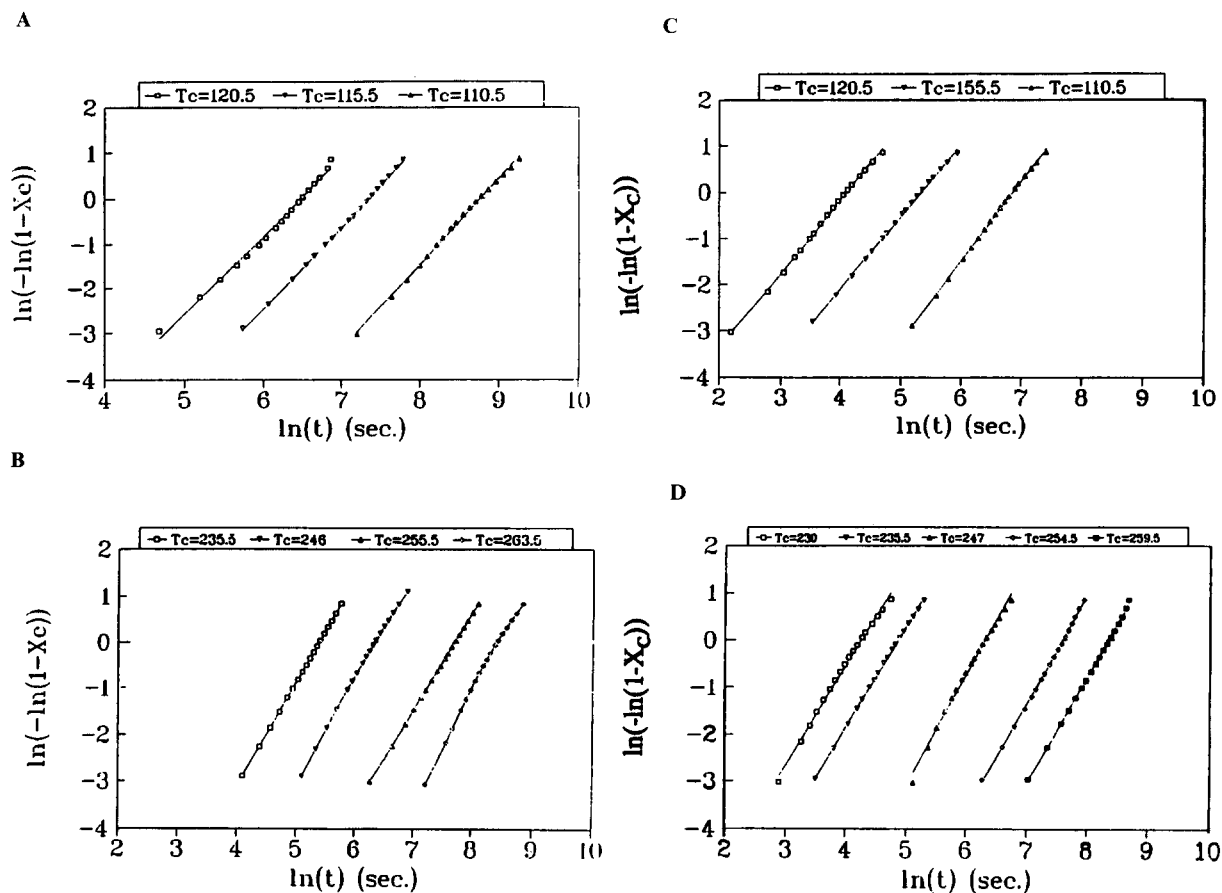 A
Tc=120.5 Tc=115.5 Tc=110.5
2
1
0
−1
−2
−3
−4
4 5 6 7 8 9 10
ln(−ln(1−Xc))
ln(t) (sec.)
C
Tc=120.5 Tc=155.5 Tc=110.5
2
1
0
−1
−2
−3
−4
2 3 4 5 6 7 8 9 10
ln(-ln(1-XC))
ln(t) (sec.)
B
Tc=235.5 Tc=246 Tc=255.5 Tc=263.5
2
1
0
−1
−2
−3
−4
2 3 4 5 6 7 8 9 10
ln(−ln(1−Xc))
ln(t) (sec.)
D
Tc=230 Tc=235.5 Tc=247 Tc=254.5 Tc=259.5
2
1
0
−1
−2
−3
−4
2 3 4 5 6 7 8 9 10
ln(-ln(1-XC))
ln(t) (sec.)